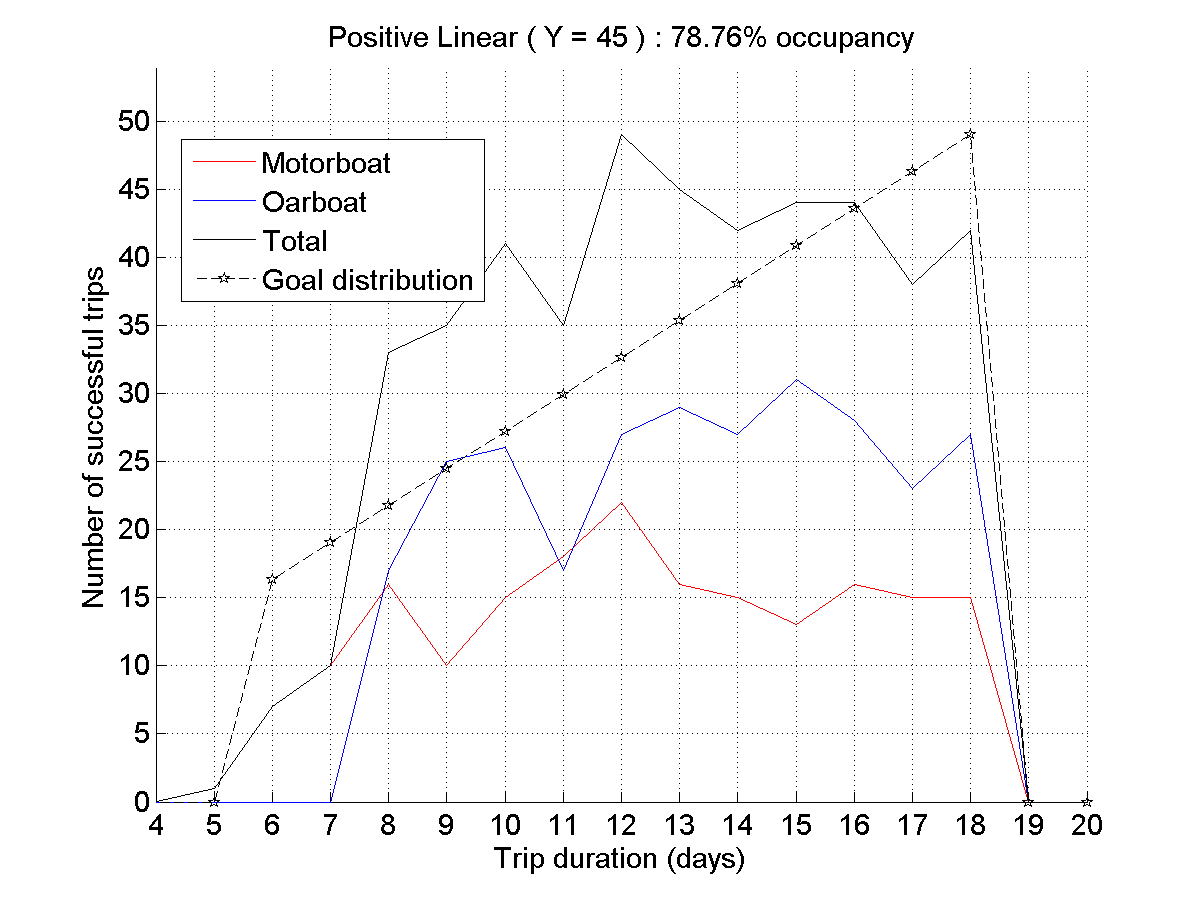 Positive Linear ( Y = 45 ) : 78.76% occupancy
50
45
40
35
30
25
20
15
10
5
0
Number of successful trips
Motorboat
Oarboat
Total
Goal distribution
4 5 6 7 8 9 10 11 12 13 14 15 16 17 18 19 20
Trip duration (days)